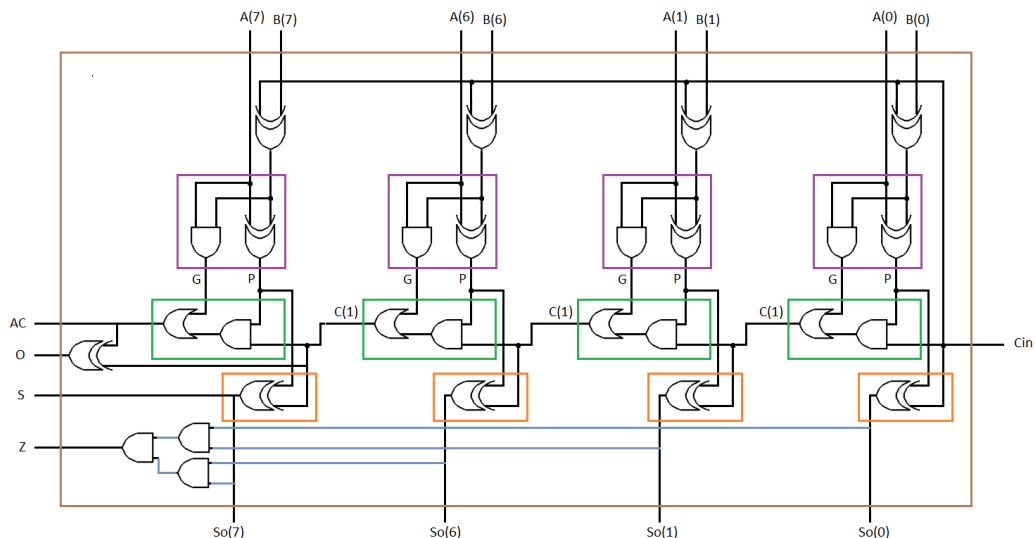 A(7) B(7) A(6) B(6) A(1) B(1) A(0) B(0)
G P G P G P G P
C(1) C(1) C(1)
AC
O
Cin
S
Z
So(7) So(6) So(1) So(0)